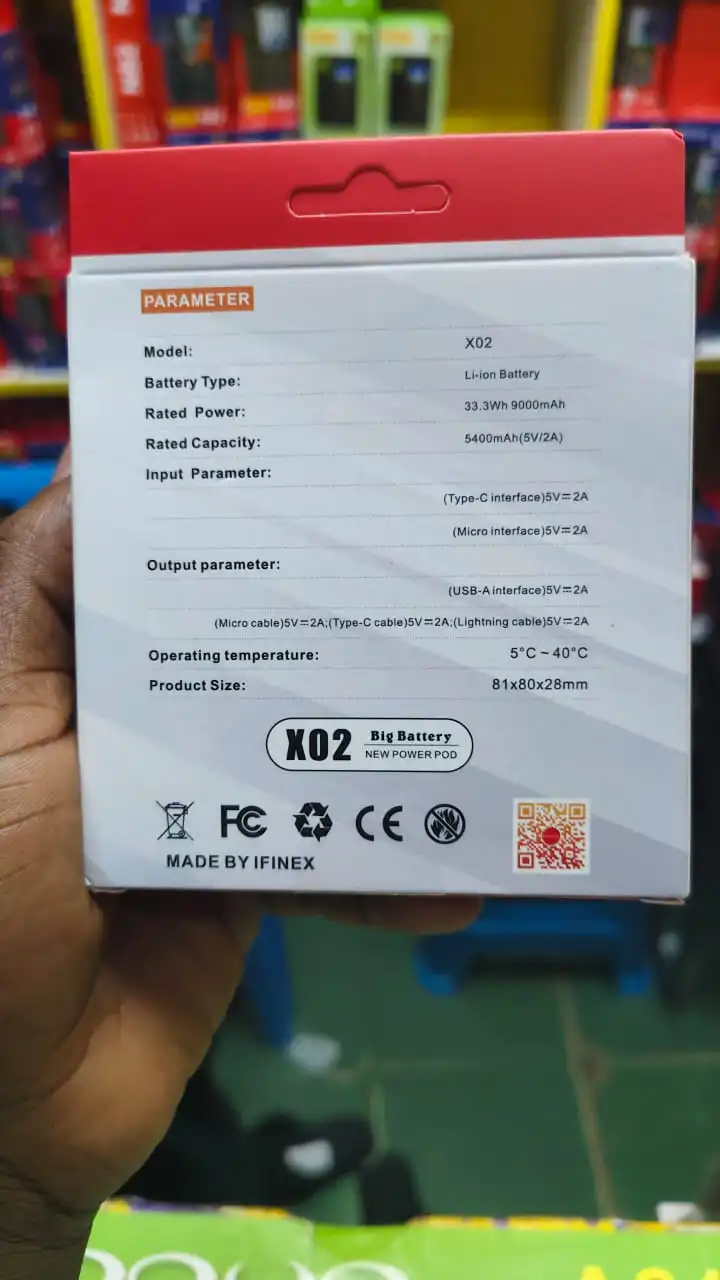 PARAMETER
Model: X02
Battery Type: Li-ion Battery
Rated Power: 33.3Wh 9000mAh
Rated Capacity: 5400mAh(5V/2A)
Input Parameter:
(Type-C interface)5V⎓2A
(Micro interface)5V⎓2A
Output parameter:
(USB-A interface)5V⎓2A
(Micro cable)5V⎓2A;(Type-C cable)5V⎓2A;(Lightning cable)5V⎓2A
Operating temperature: 5°C ~ 40°C
Product Size: 81x80x28mm
X02 Big Battery
NEW POWER POD
FC CE
MADE BY IFINEX